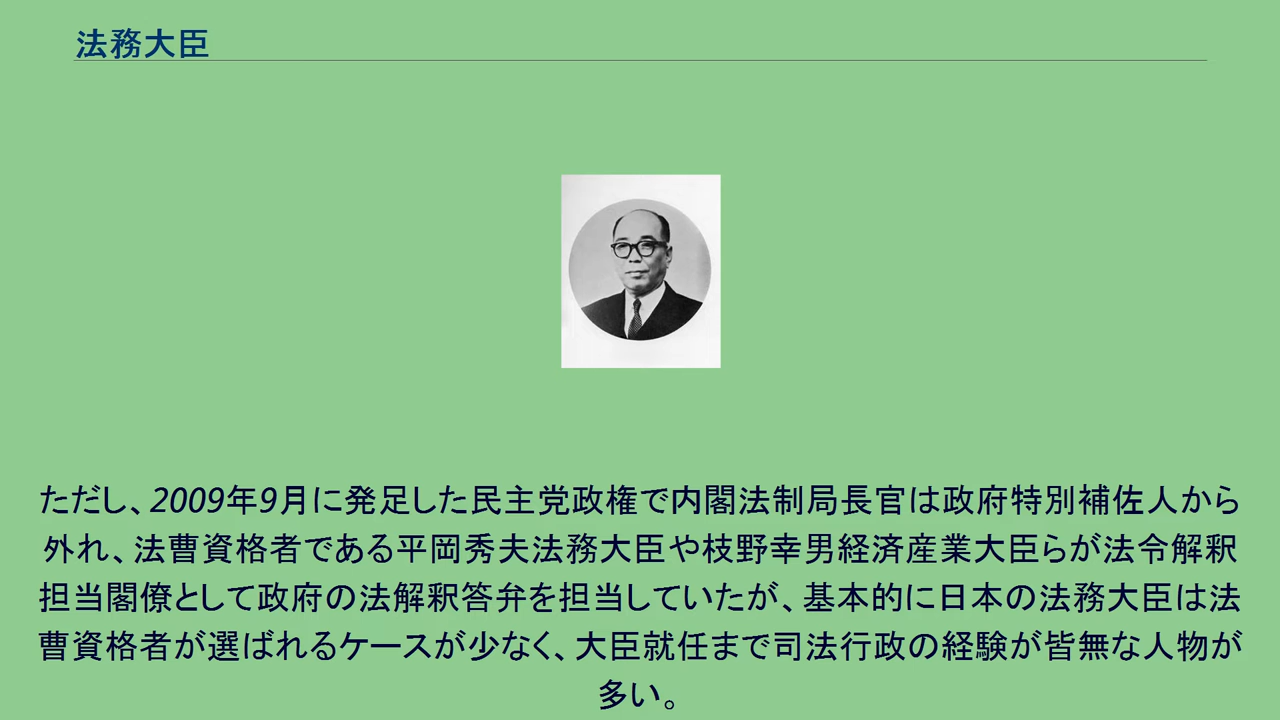 法務大臣
ただし、2009年9月に発足した民主党政権で内閣法制局長官は政府特別補佐人から
外れ、法曹資格者である平岡秀夫法務大臣や枝野幸男経済産業大臣らが法令解釈
担当閣僚として政府の法解釈答弁を担当していたが、基本的に日本の法務大臣は法
曹資格者が選ばれるケースが少なく、大臣就任まで司法行政の経験が皆無な人物が
多い。